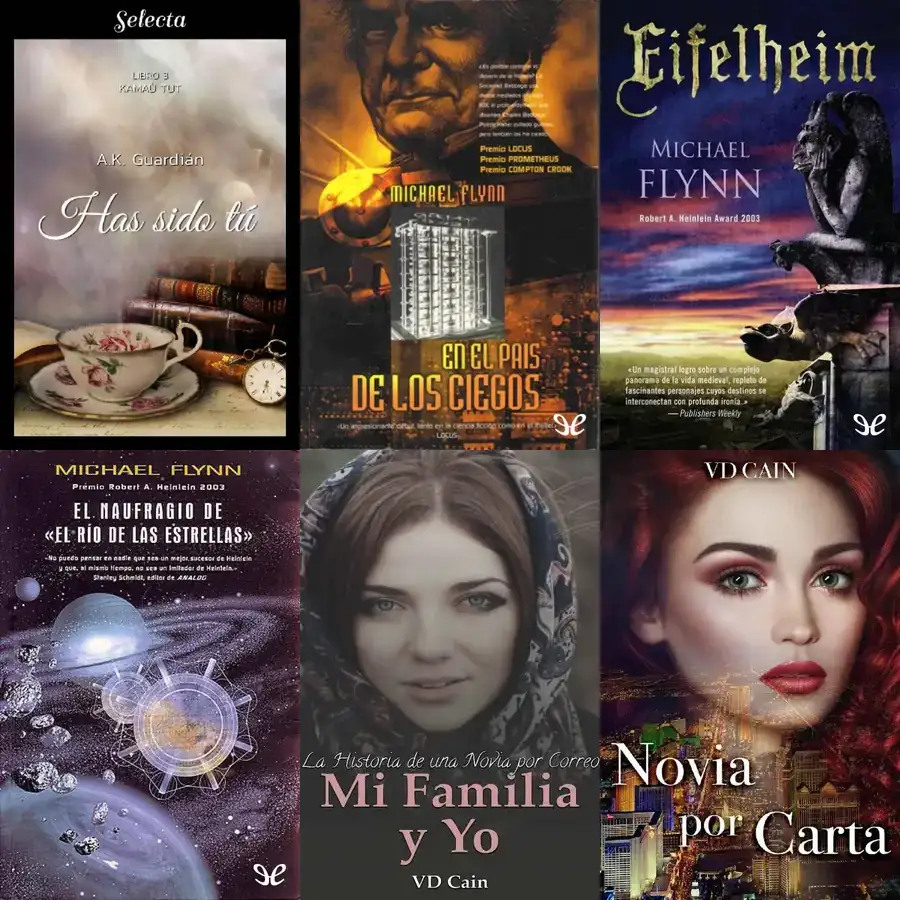 Selecta
LIBRO 3
KAMAŬ TUT
A.K. Guardián
Has sido tú
Premio LOCUS
Premio PROMETHEUS
Premio COMPTON CROOK
MICHAEL FLYNN
EN EL PAIS
DE LOS CIEGOS
LOCUS
Eifelheim
MICHAEL
FLYNN
Robert A. Heinlein Award 2003
«Un magistral logro sobre un complejo
panorama de la vida medieval, repleto de
fascinantes personajes cuyos destinos se
interconectan con profunda ironía.»
— Publishers Weekly
MICHAEL FLYNN
Premio Robert A. Heinlein 2003
EL NAUFRAGIO DE
«EL RÍO DE LAS ESTRELLAS»
«No puedo pensar en nadie que sea un mejor sucesor de Heinlein
y que, al mismo tiempo, no sea un imitador de Heinlein.»
Stanley Schmidt, editor de ANALOG
La Historia de una Novia por Correo
Mi Familia
y Yo
VD Cain
VD CAIN
Novia
por Carta